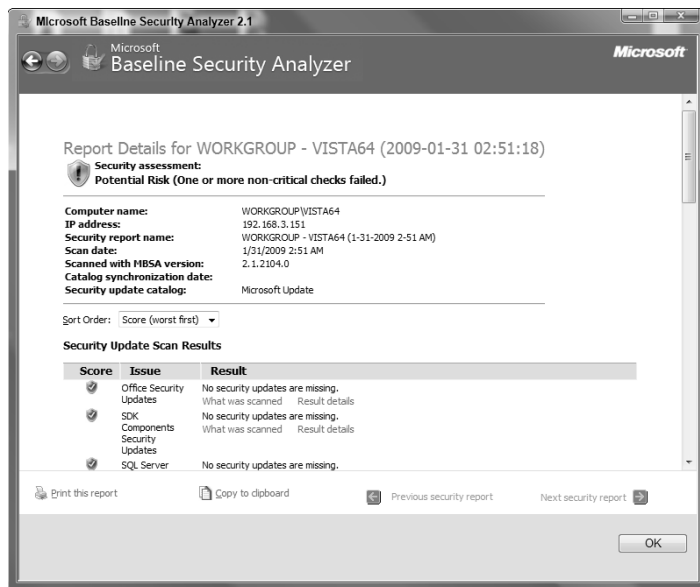 Microsoft Baseline Security Analyzer 2.1
Microsoft
Baseline Security Analyzer
Microsoft
Report Details for WORKGROUP - VISTA64 (2009-01-31 02:51:18)
Security assessment:
Potential Risk (One or more non-critical checks failed.)
Computer name: WORKGROUP\VISTA64
IP address: 192.168.3.151
Security report name: WORKGROUP - VISTA64 (1-31-2009 2-51 AM)
Scan date: 1/31/2009 2:51 AM
Scanned with MBSA version: 2.1.2104.0
Catalog synchronization date:
Security update catalog: Microsoft Update
Sort Order: Score (worst first)
Security Update Scan Results
Score Issue Result
Office Security No security updates are missing.
Updates What was scanned Result details
SDK No security updates are missing.
Components What was scanned Result details
Security
Updates
SQL Server No security updates are missing.
Print this report Copy to clipboard Previous security report Next security report
OK